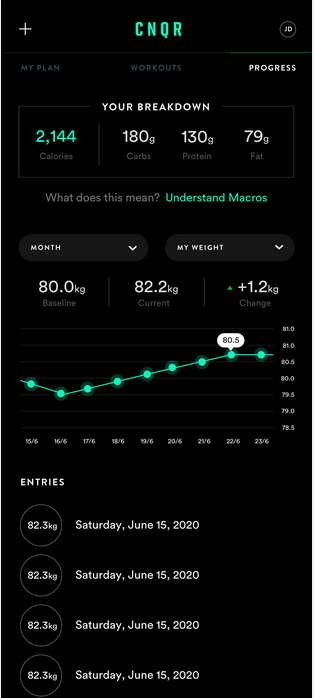 + CNQR JD
MY PLAN WORKOUTS PROGRESS
YOUR BREAKDOWN
2,144 180g 130g 79g
Calories Carbs Protein Fat
What does this mean? Understand Macros
MONTH MY WEIGHT
80.0kg 82.2kg +1.2kg
Baseline Current Change
81.0
81.0
80.5
80.5
80.0
79.5
79.0
78.5
15/6 16/6 17/6 18/6 19/6 20/6 21/6 22/6 23/6
ENTRIES
82.3kg Saturday, June 15, 2020
82.3kg Saturday, June 15, 2020
82.3kg Saturday, June 15, 2020
82.3kg Saturday, June 15, 2020